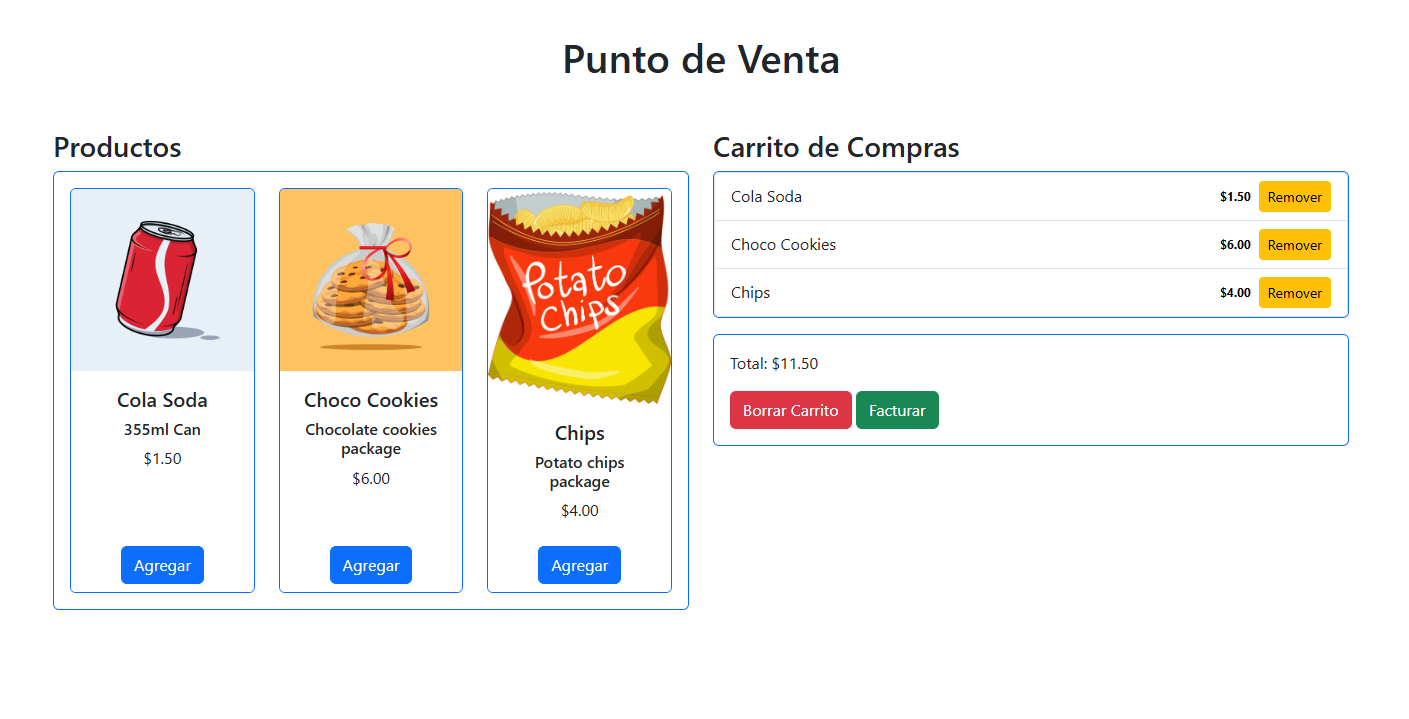 Punto de Venta
Productos
Potato
Chips
Cola Soda
355ml Can
$1.50
Agregar
Choco Cookies
Chocolate cookies
package
$6.00
Agregar
Chips
Potato chips
package
$4.00
Agregar
Carrito de Compras
Cola Soda $1.50 Remover
Choco Cookies $6.00 Remover
Chips $4.00 Remover
Total: $11.50
Borrar Carrito Facturar